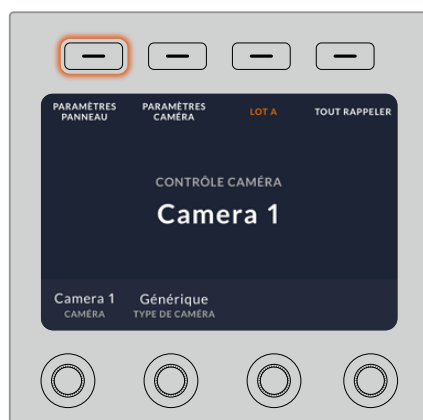 PARAMÈTRES PANNEAU
PARAMÈTRES CAMÉRA
LOT A
TOUT RAPPELER
CONTRÔLE CAMÉRA
Camera 1
Camera 1
CAMÉRA
Générique
TYPE DE CAMÉRA